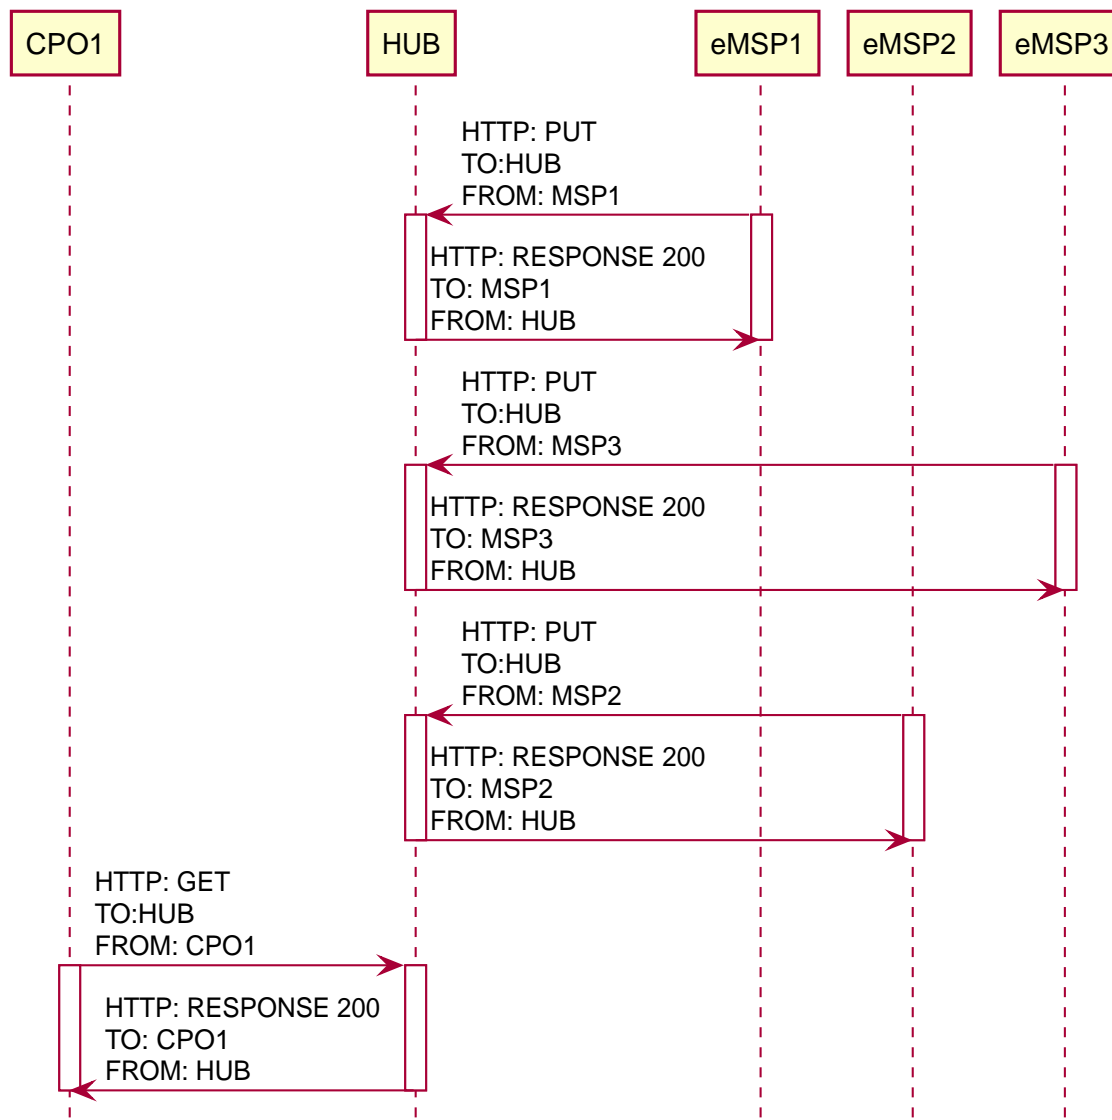 CPO1
HUB
eMSP1
eMSP2
eMSP3
HTTP: PUT
TO:HUB
FROM: MSP1
HTTP: RESPONSE 200
TO: MSP1
FROM: HUB
HTTP: PUT
TO:HUB
FROM: MSP3
HTTP: RESPONSE 200
TO: MSP3
FROM: HUB
HTTP: PUT
TO:HUB
FROM: MSP2
HTTP: RESPONSE 200
TO: MSP2
FROM: HUB
HTTP: GET
TO:HUB
FROM: CPO1
HTTP: RESPONSE 200
TO: CPO1
FROM: HUB